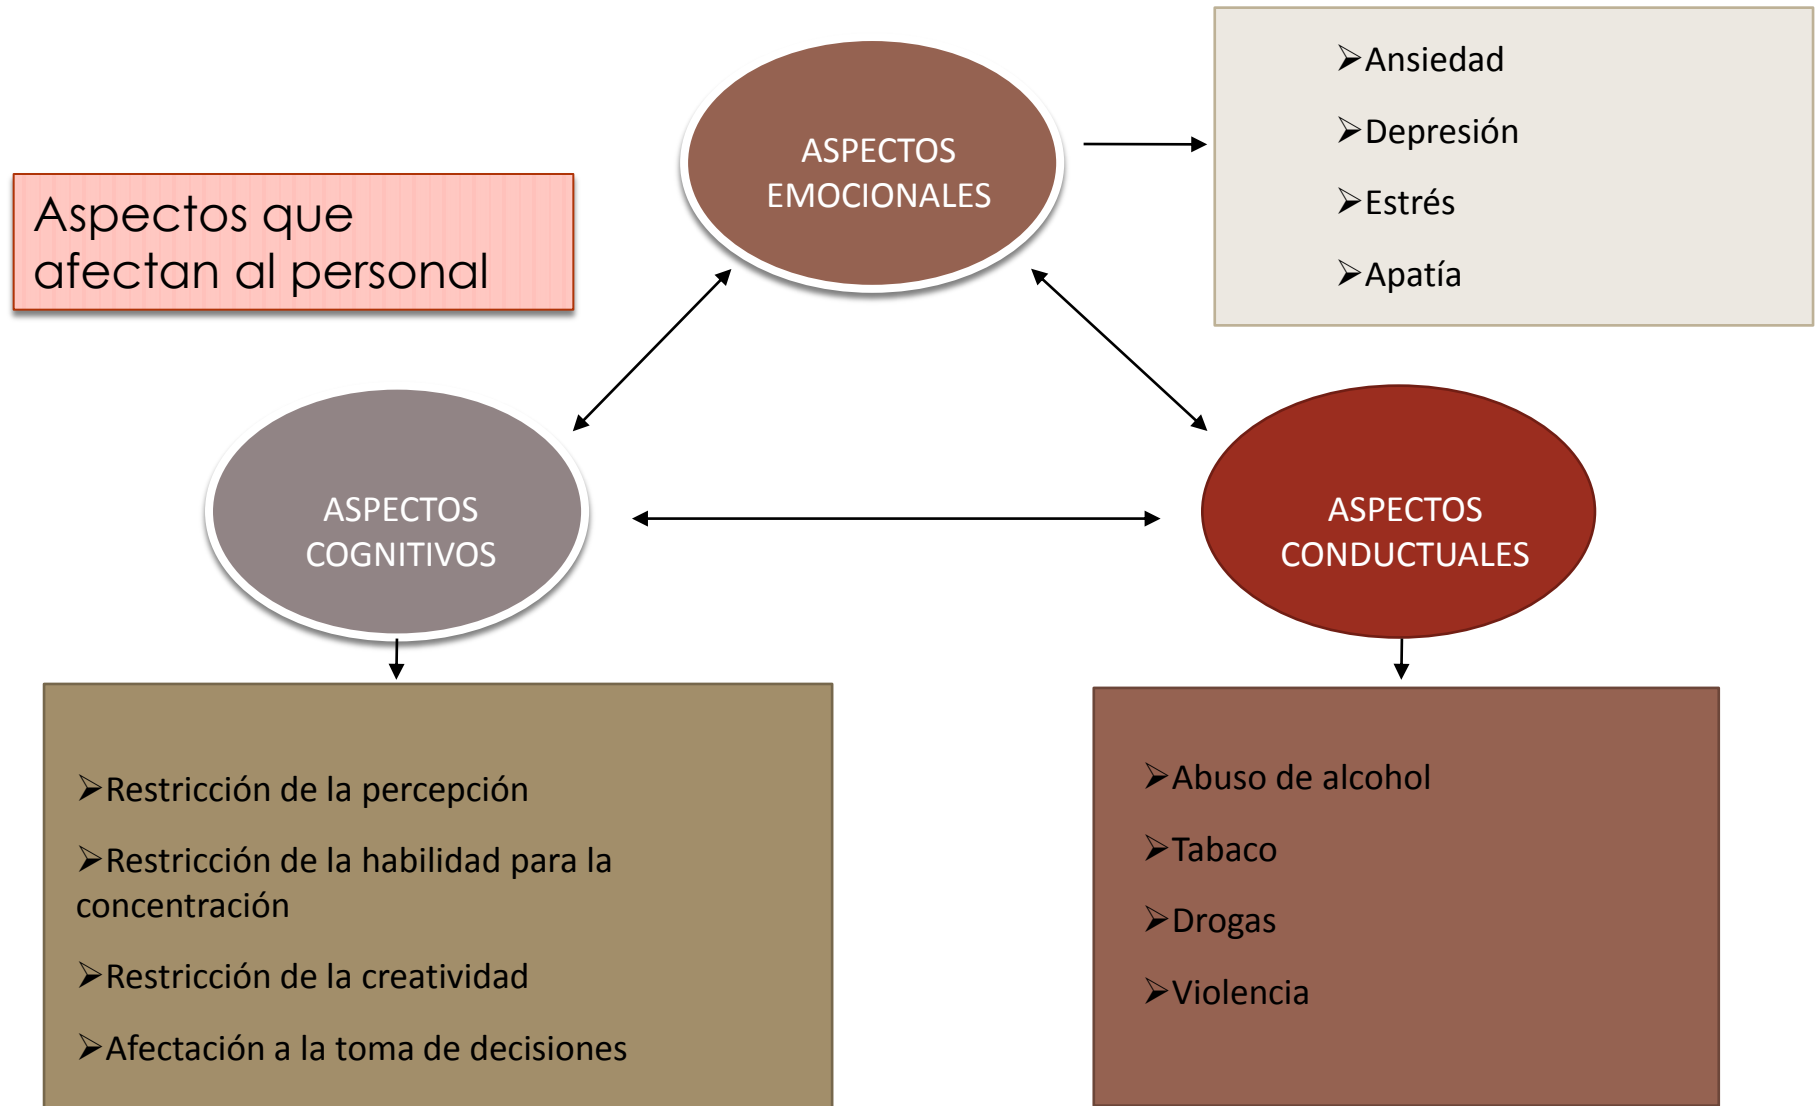 Aspectos que
afectan al personal
ASPECTOS
EMOCIONALES
➢Ansiedad
➢Depresión
➢Estrés
➢Apatía
ASPECTOS
COGNITIVOS
ASPECTOS
CONDUCTUALES
➢Restricción de la percepción
➢Restricción de la habilidad para la
concentración
➢Restricción de la creatividad
➢Afectación a la toma de decisiones
➢Abuso de alcohol
➢Tabaco
➢Drogas
➢Violencia